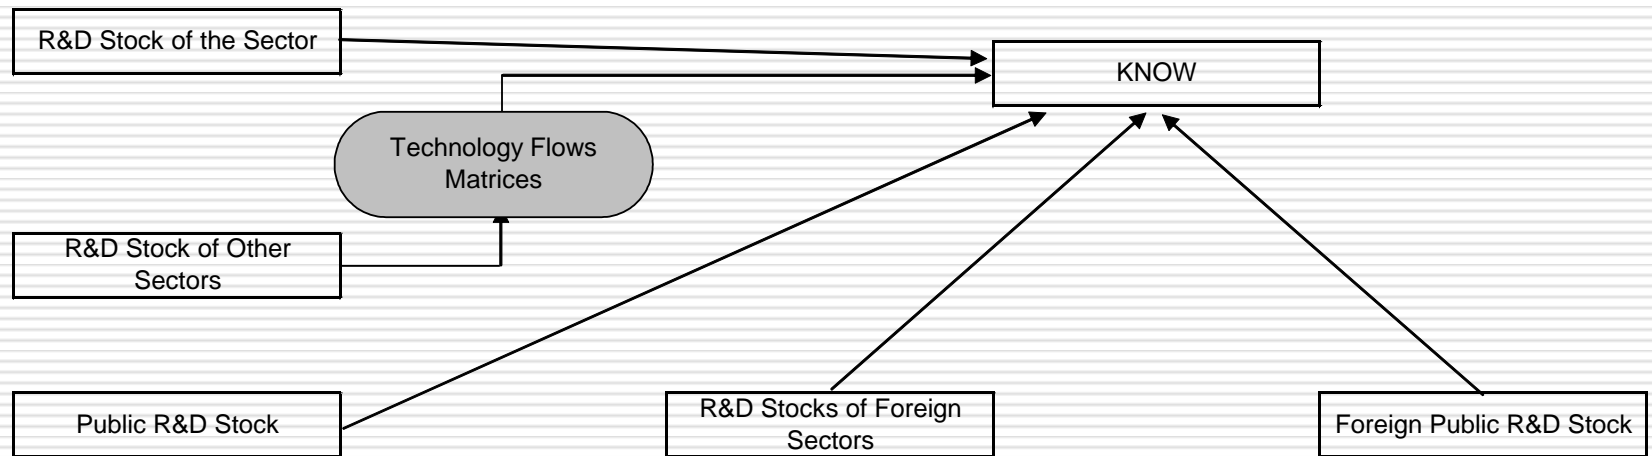 R&D Stock of the Sector
KNOW
Technology Flows
Matrices
R&D Stock of Other
Sectors
Public R&D Stock
R&D Stocks of Foreign
Sectors
Foreign Public R&D Stock